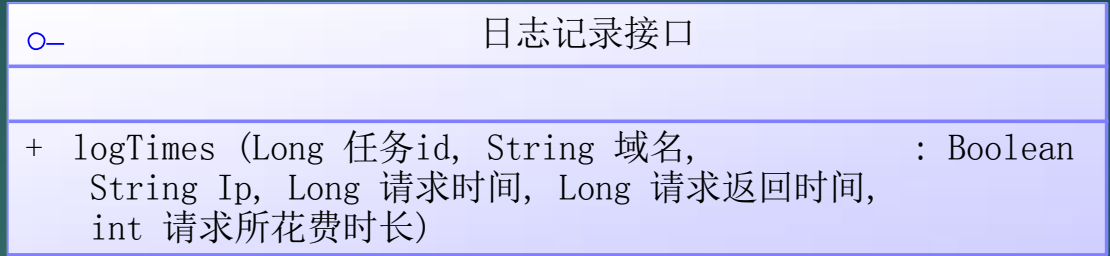 日志记录接口
+ logTimes (Long 任务id, String 域名, : Boolean
String Ip, Long 请求时间, Long 请求返回时间,
int 请求所花费时长)